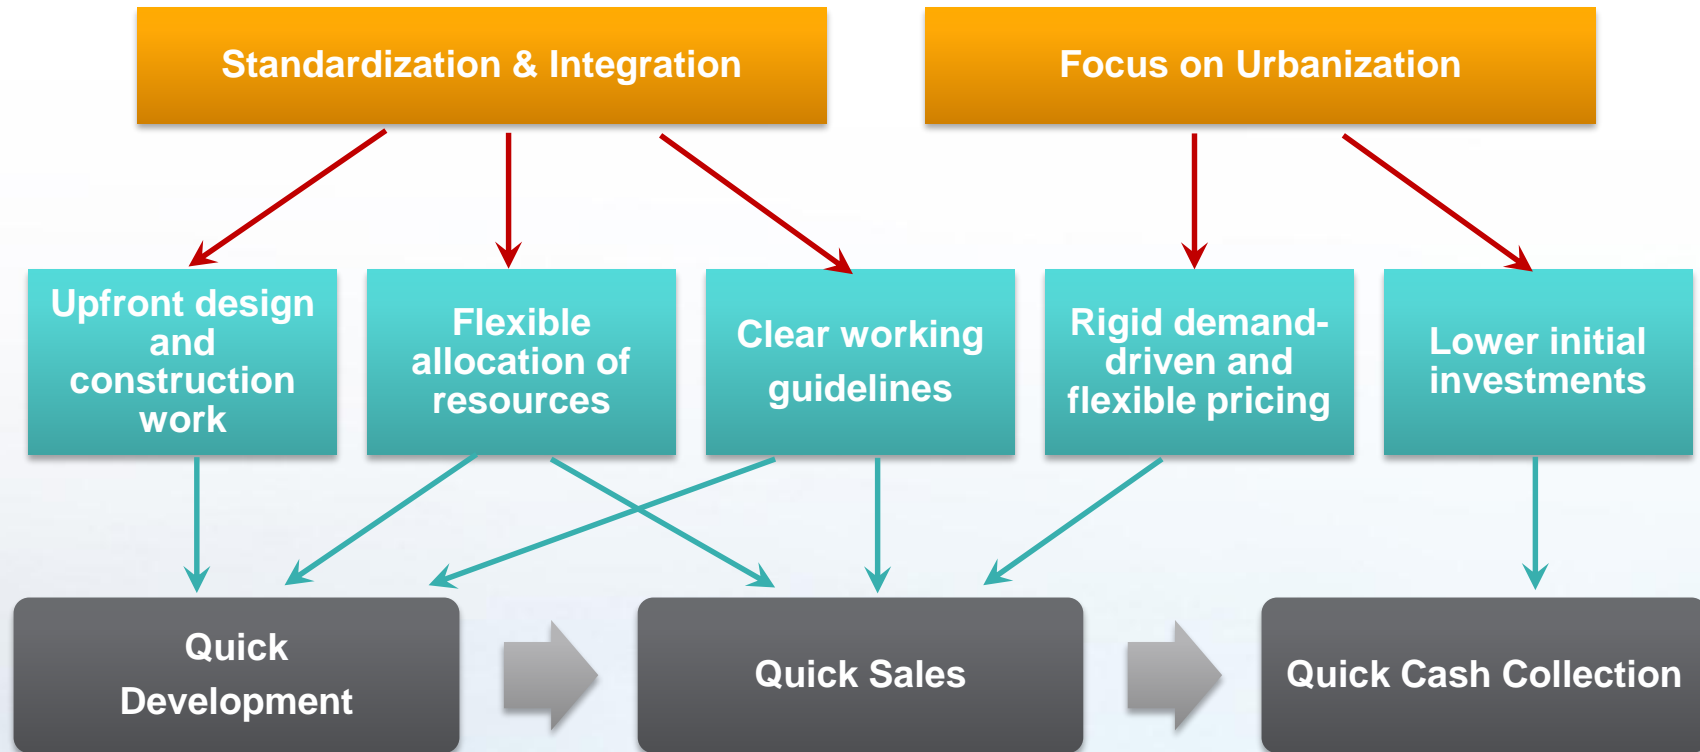 Standardization & Integration
Focus on Urbanization
Upfront design
and
construction
work
Flexible
allocation of
resources
Clear working
guidelines
Rigid demand-
driven and
flexible pricing
Lower initial
investments
Quick
Development
Quick Sales
Quick Cash Collection